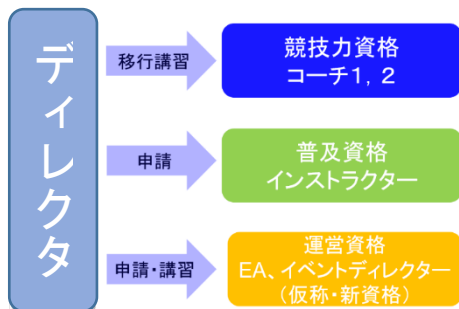 ディレクタ
移行講習
競技力資格
コーチ１，２
申請
普及資格
インストラクター
申請・講習
運営資格
EA、イベントディレクター
（仮称・新資格）